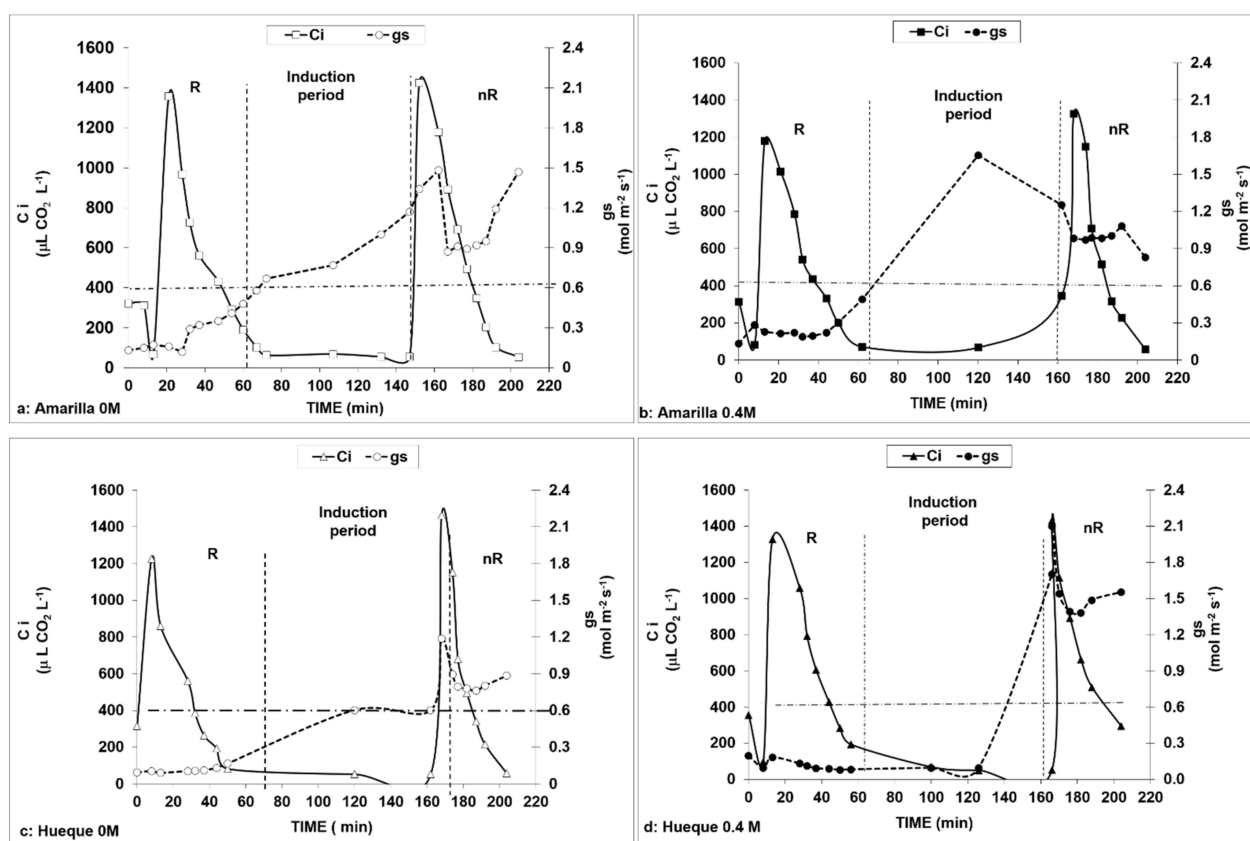 Ci gs
1600 2.4
1400 2.1
1200 1.8
1000 1.5
800 1.2
600 0.9
400 0.6
200 0.3
0 0
R
Induction
period
nR
C i
(µL CO2 L-1)
gs
(mol m-2 s-1)
0 20 40 60 80 100 120 140 160 180 200 220
TIME (min)
a: Amarilla 0M
Ci gs
1600 2.4
1400 2.1
1200 1.8
1000 1.5
800 1.2
600 0.9
400 0.6
200 0.3
0 0
R
Induction
period
nR
C i
(µL CO2 L-1)
gs
(mol m-2 s-1)
0 20 40 60 80 100 120 140 160 180 200 220
TIME (min)
b: Amarilla 0.4M
Ci gs
1600 2.4
1400 2.1
1200 1.8
1000 1.5
800 1.2
600 0.9
400 0.6
200 0.3
0 0.0
R
Induction
period
nR
C i
(µ L CO2 L-1)
gs
(mol m-2 s-1)
0 20 40 60 80 100 120 140 160 180 200 220
TIME ( min)
c: Hueque 0M
Ci gs
1600 2.4
1400 2.1
1200 1.8
1000 1.5
800 1.2
600 0.9
400 0.6
200 0.3
0 0.0
R
Induction
period
nR
C i
(µL CO2 L-1)
gs
(mol m-2 s-1)
0 20 40 60 80 100 120 140 160 180 200 220
TIME (min)
d: Hueque 0.4 M